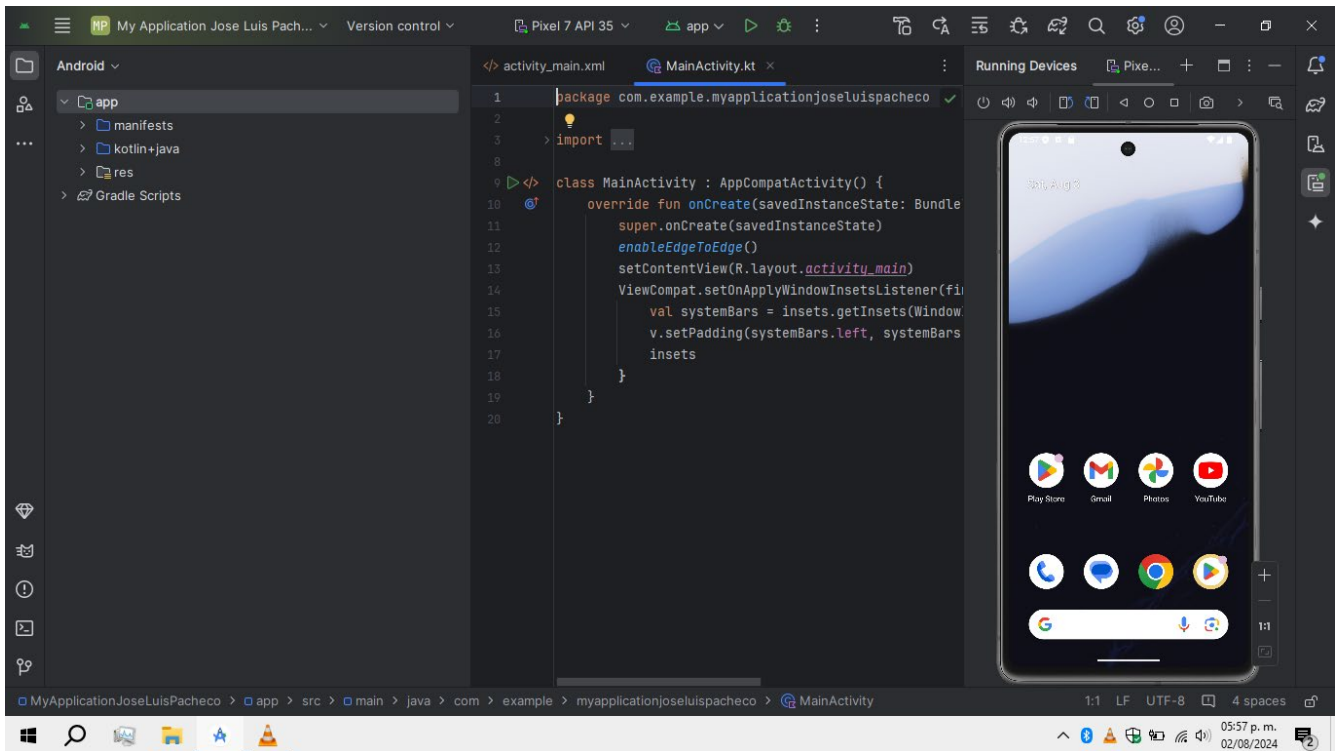 MP My Application Jose Luis Pach... Version control Pixel 7 API 35 app
Android
app
manifests
kotlin+java
res
Gradle Scripts
</> activity_main.xml MainActivity.kt
1 package com.example.myapplicationjoseluispacheco
2
3 import ...
8
9 class MainActivity : AppCompatActivity() {
10 override fun onCreate(savedInstanceState: Bundle
11 super.onCreate(savedInstanceState)
12 enableEdgeToEdge()
13 setContentView(R.layout.activity_main)
14 ViewCompat.setOnApplyWindowInsetsListener(fi
15 val systemBars = insets.getInsets(Window
16 v.setPadding(systemBars.left, systemBars
17 insets
18 }
19 }
20 }
Running Devices Pixe...
Play Store Gmail Photos YouTube
1:1
MyApplicationJoseLuisPacheco > app > src > main > java > com > example > myapplicationjoseluispacheco > MainActivity
1:1 LF UTF-8 4 spaces
05:57 p. m.
02/08/2024
2